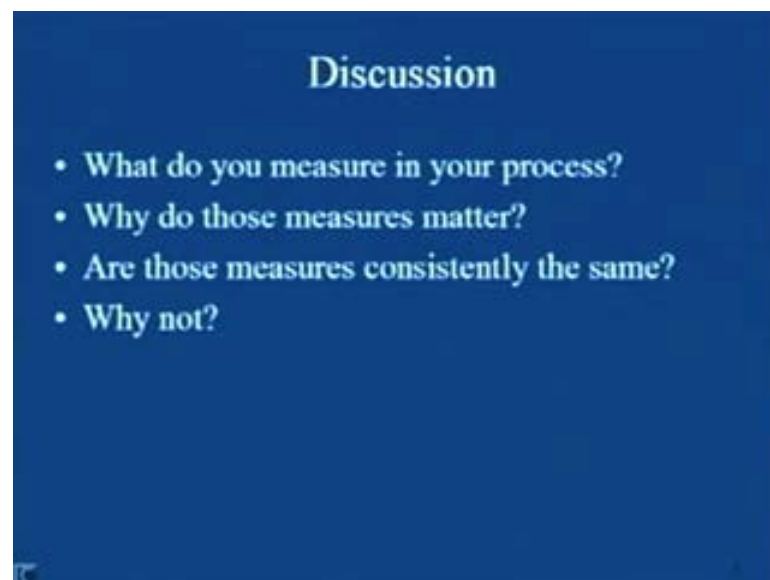 Discussion
• What do you measure in your process?
• Why do those measures matter?
• Are those measures consistently the same?
• Why not?